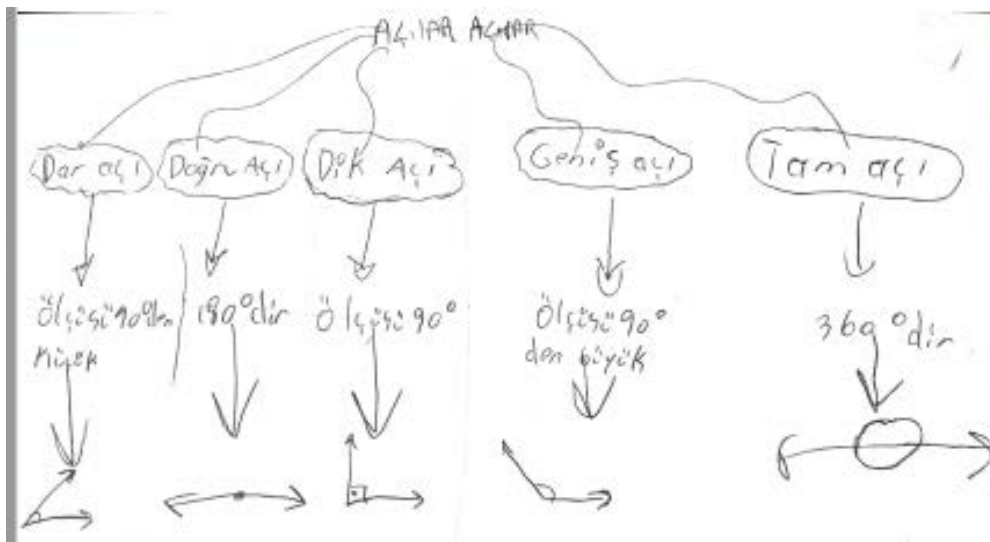 AÇILAR AÇILAR
Dar açı
Doğru Açı
Dik Açı
Geniş açı
Tam açı
Ölçüsü 90° den
küçek
180° dir
Ölçüsü 90°
Ölçüsü 90°
den büyük
360° dir